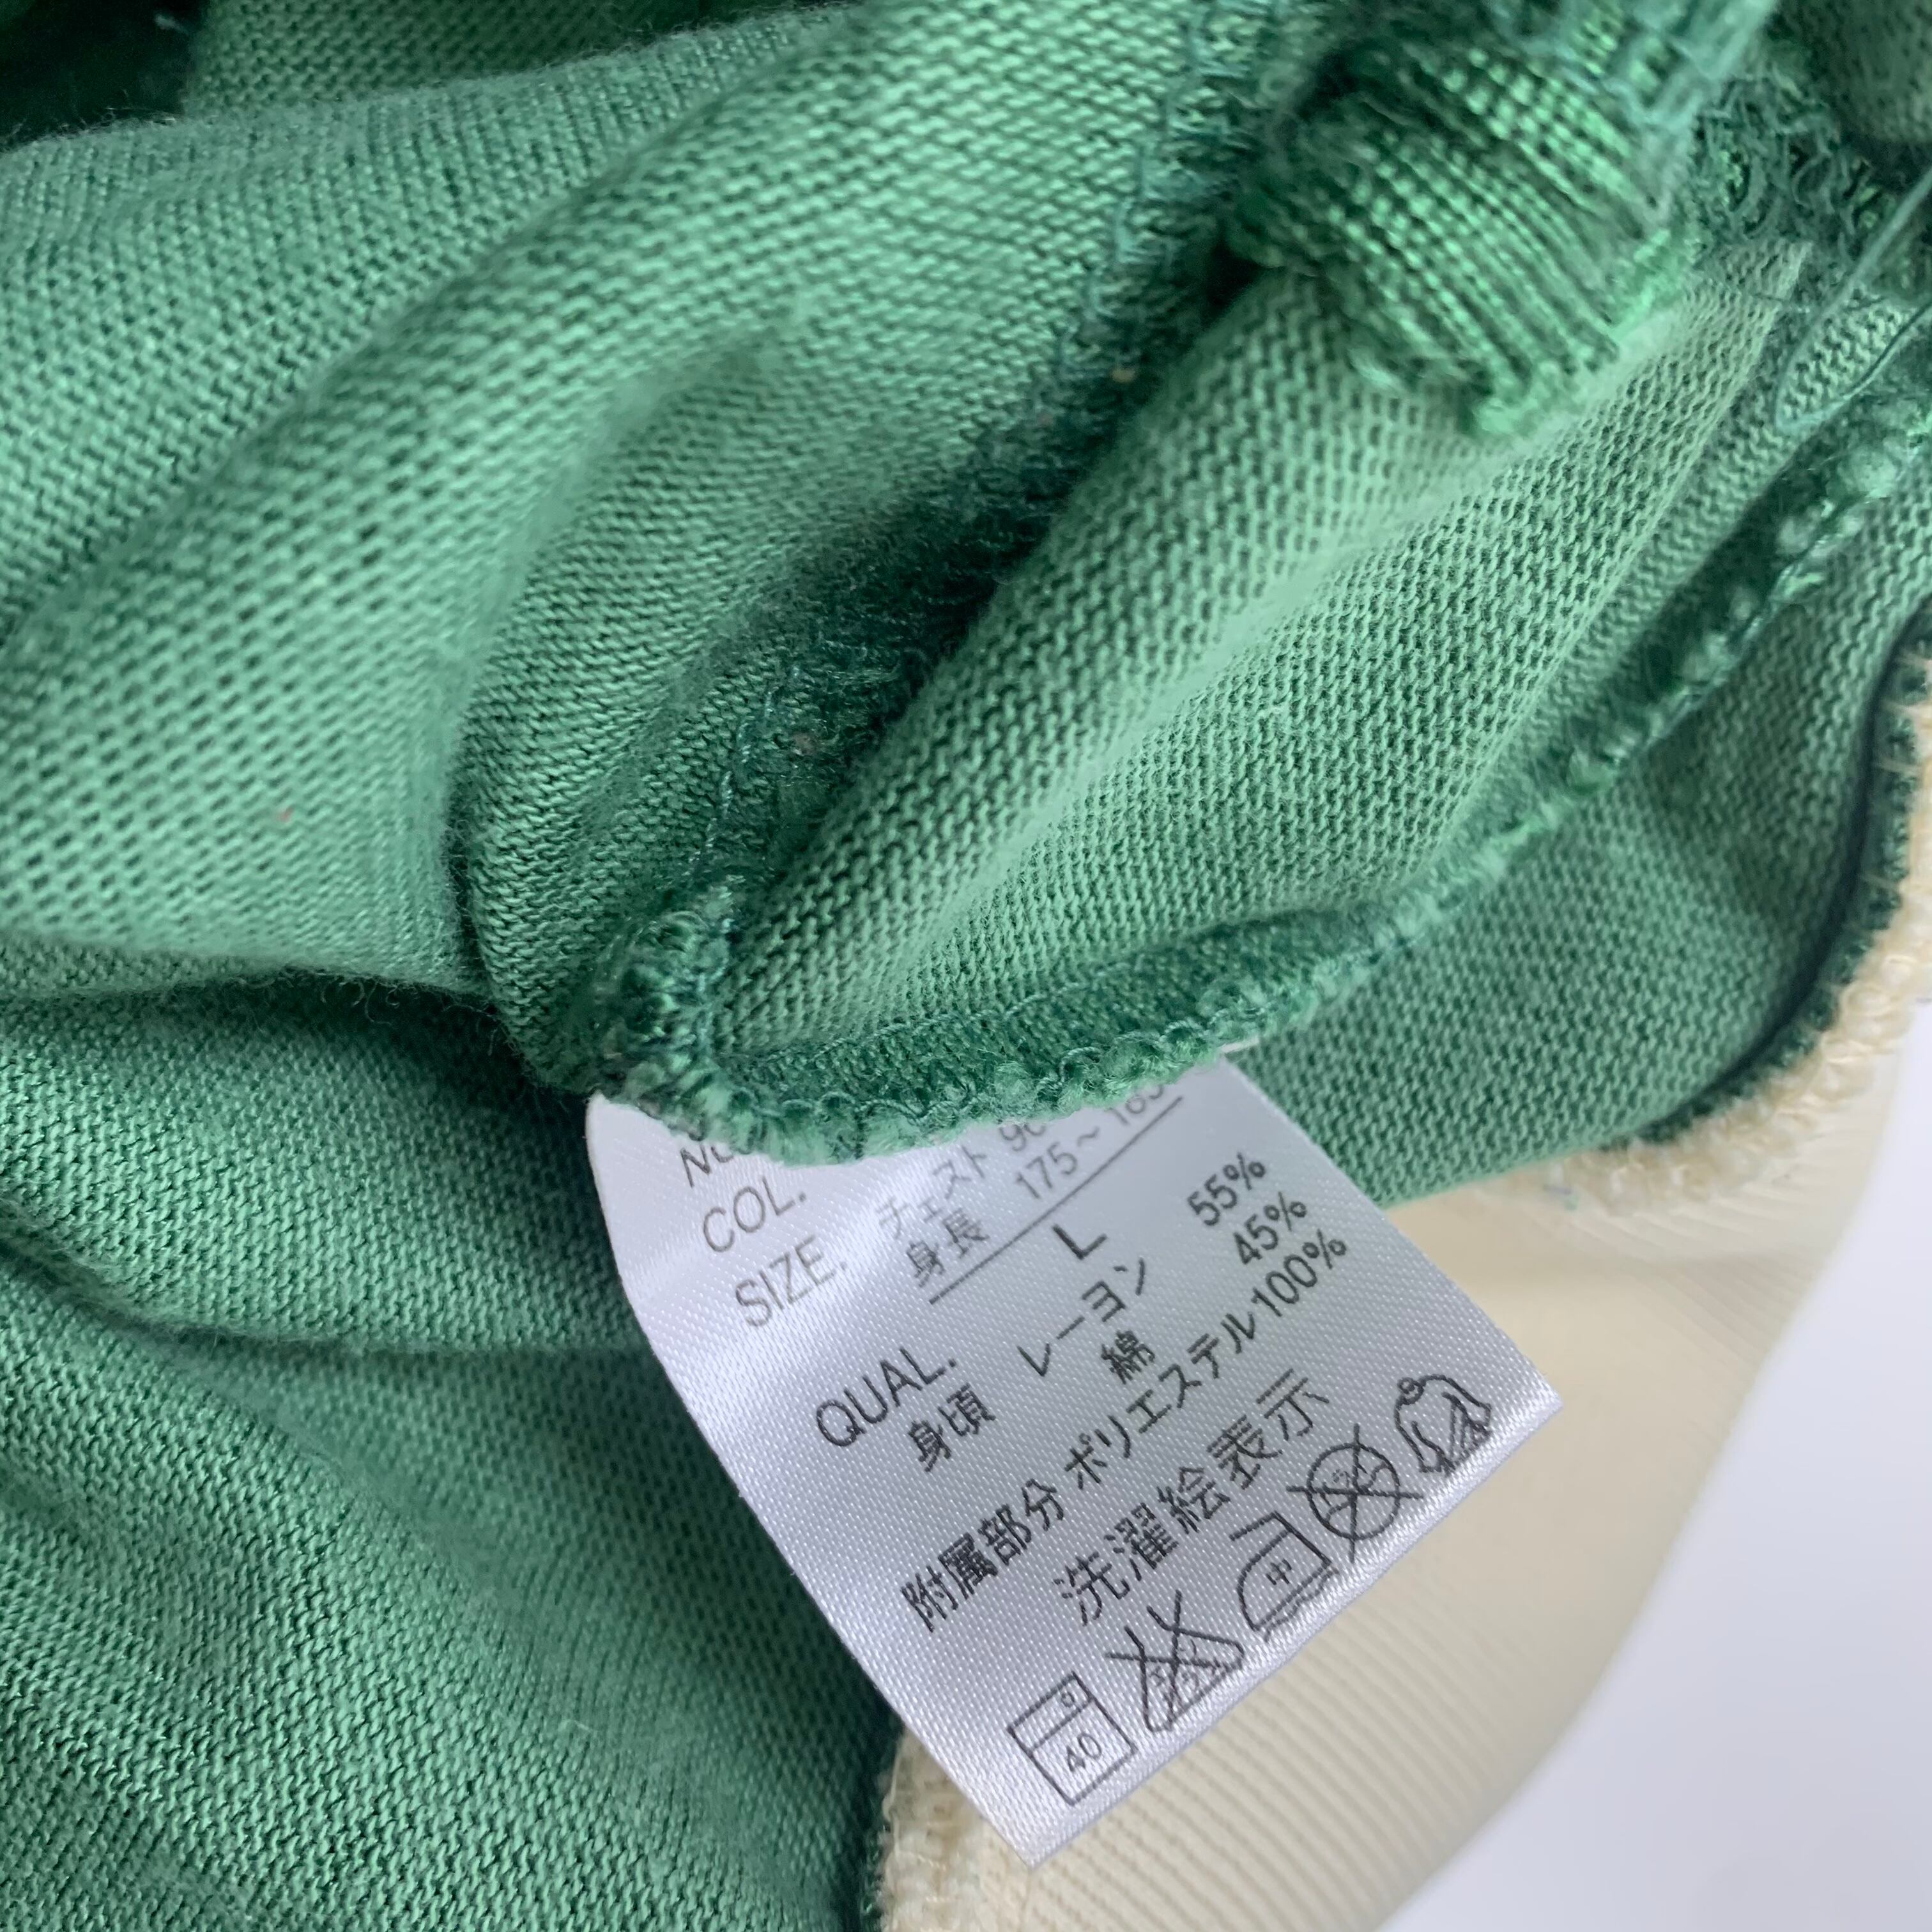 COL.
SIZE. チェスト
身長 175～185
L
QUAL.
身頃 レーヨン 55%
綿 45%
附属部分 ポリエステル100%
洗濯絵表示
40
中